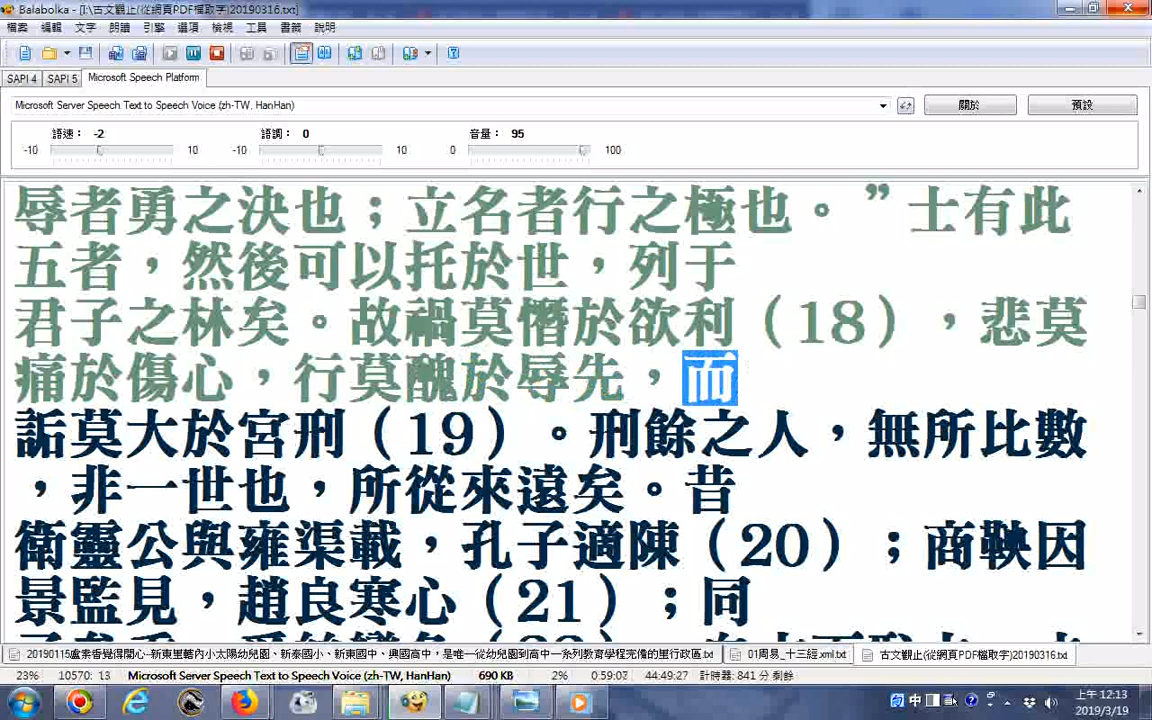 Balabolka - [I:\古文觀止(從網頁PDF檔取字)20190316.txt]
檔案 編輯 文字 朗讀 引擎 選項 檢視 工具 書籤 說明
SAPI 4 SAPI 5 Microsoft Speech Platform
Microsoft Server Speech Text to Speech Voice (zh-TW, HanHan) 關於 預設
語速： -2 語調： 0 音量： 95
-10 10 -10 10 0 100
辱者勇之決也；立名者行之極也。”士有此
五者，然後可以托於世，列于
君子之林矣。故禍莫憯於欲利（18），悲莫
痛於傷心，行莫醜於辱先，而
詬莫大於宮刑（19）。刑餘之人，無所比數
，非一世也，所從來遠矣。昔
衛靈公與雍渠載，孔子適陳（20）；商鞅因
景監見，趙良寒心（21）；同
20190115盧素香覺得開心--新東里轄內小太陽幼兒園、新泰國小、新東國中、興國高中，是唯一從幼兒園到高中一系列教育學程完備的里行政區.txt 01周易_十三經.xml.txt 古文觀止(從網頁PDF檔取字)20190316.txt
23% 10570: 13 Microsoft Server Speech Text to Speech Voice (zh-TW, HanHan) 690 KB 2% 0:59:03 44:49:27 計時器: 841 分 剩餘
中 上午 12:13
2019/3/19